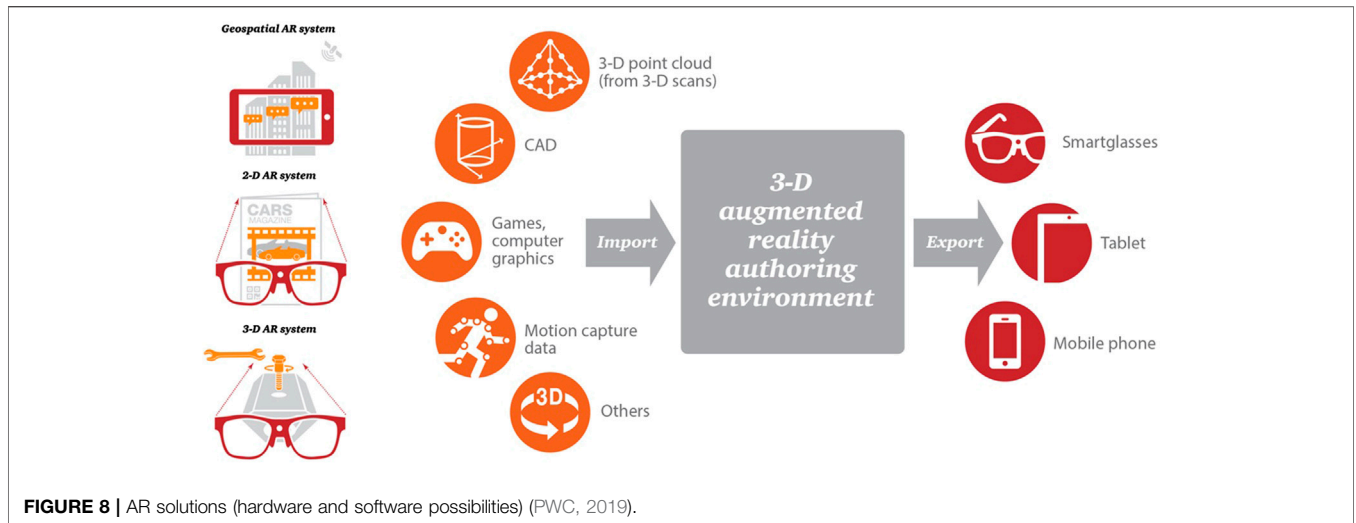 Geospatial AR system
2-D AR system
CARS
MAGAZINE
3-D AR system
3-D point cloud
(from 3-D scans)
CAD
Games,
computer
graphics
Motion capture
data
3D
Others
Import
3-D
augmented
reality
authoring
environment
Export
Smartglasses
Tablet
Mobile phone
FIGURE 8 | AR solutions (hardware and software possibilities) (PWC, 2019).